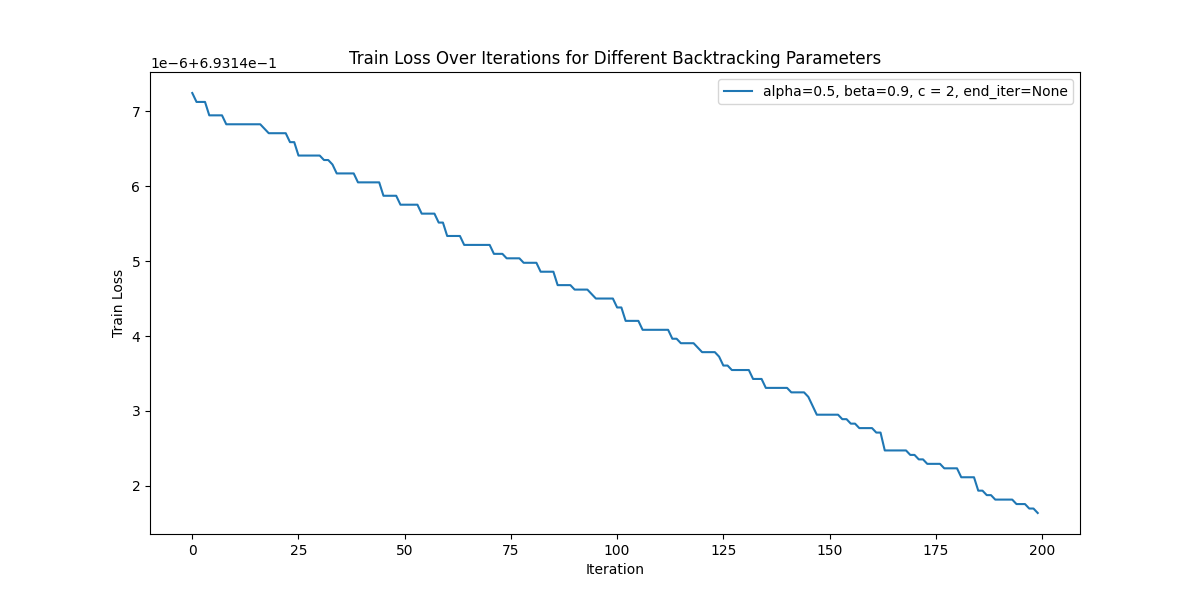 Train Loss Over Iterations for Different Backtracking Parameters
1e-6+6.9314e-1
alpha=0.5, beta=0.9, c = 2, end_iter=None
7
6
5
4
3
2
Train Loss
0 25 50 75 100 125 150 175 200
Iteration